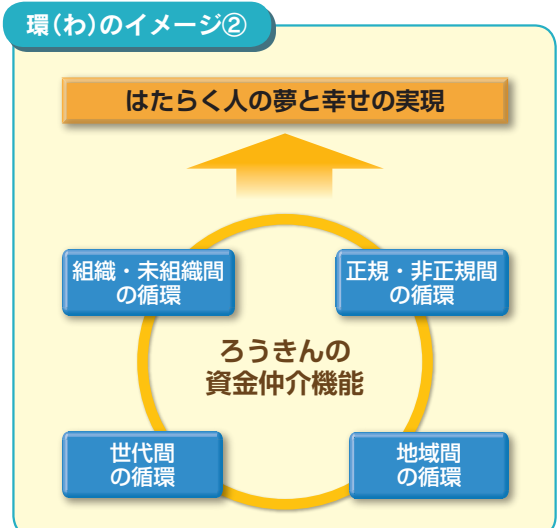 環(わ)のイメージ②
はたらく人の夢と幸せの実現
組織・未組織間
の循環
正規・非正規間
の循環
ろうきんの
資金仲介機能
世代間
の循環
地域間
の循環